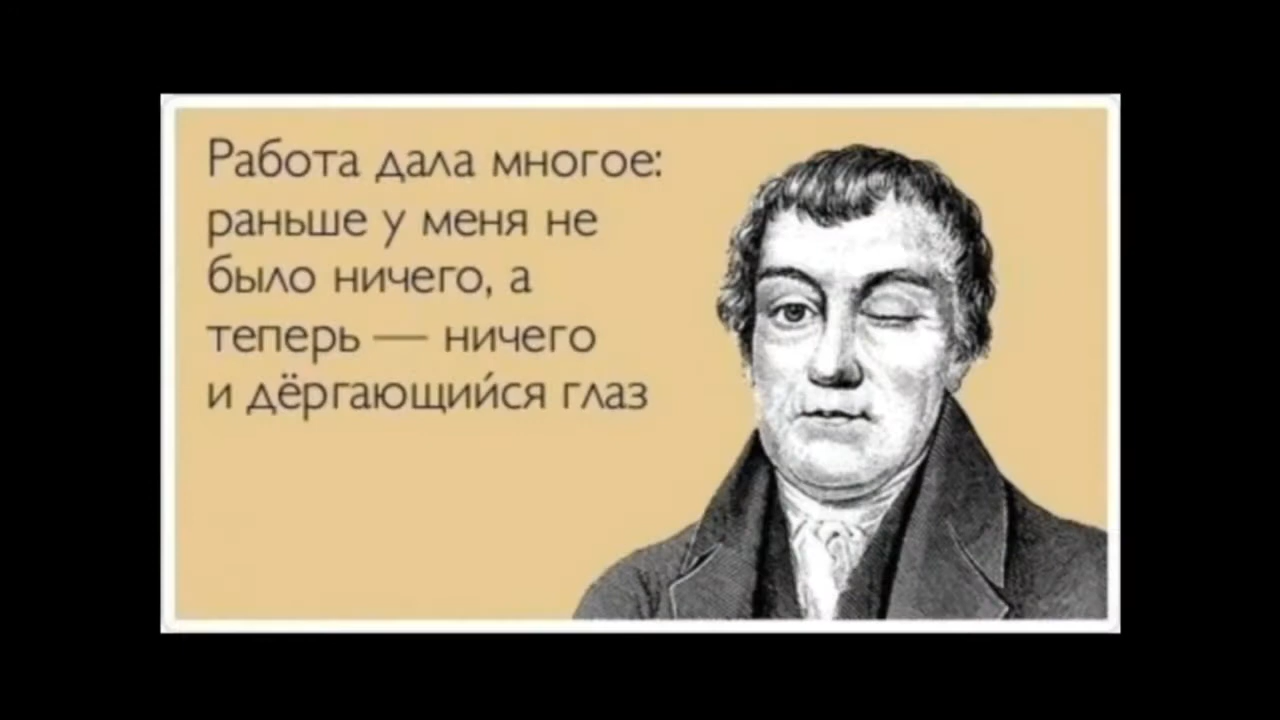 Работа дала многое:
раньше у меня не
было ничего, а
теперь — ничего
и дёргающийся глаз